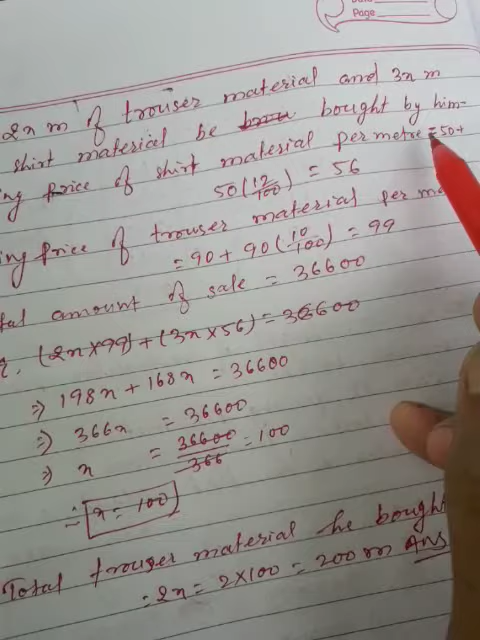 Page
2x m of trouser material and 3x m
shirt material be bought by him
ing price of shirt material per metre = 50+
50(12/100) = 56
ing price of trouser material per me
= 90 + 90(10/100) = 99
tal amount of sale = 36600
(2x×99)+(3x×56)=36600
⇒ 198x + 168x = 36600
⇒ 366x = 36600
⇒ x = 36600/366 = 100
∴ x = 100
Total trouser material he bought
= 2x = 2×100 = 200 m Ans